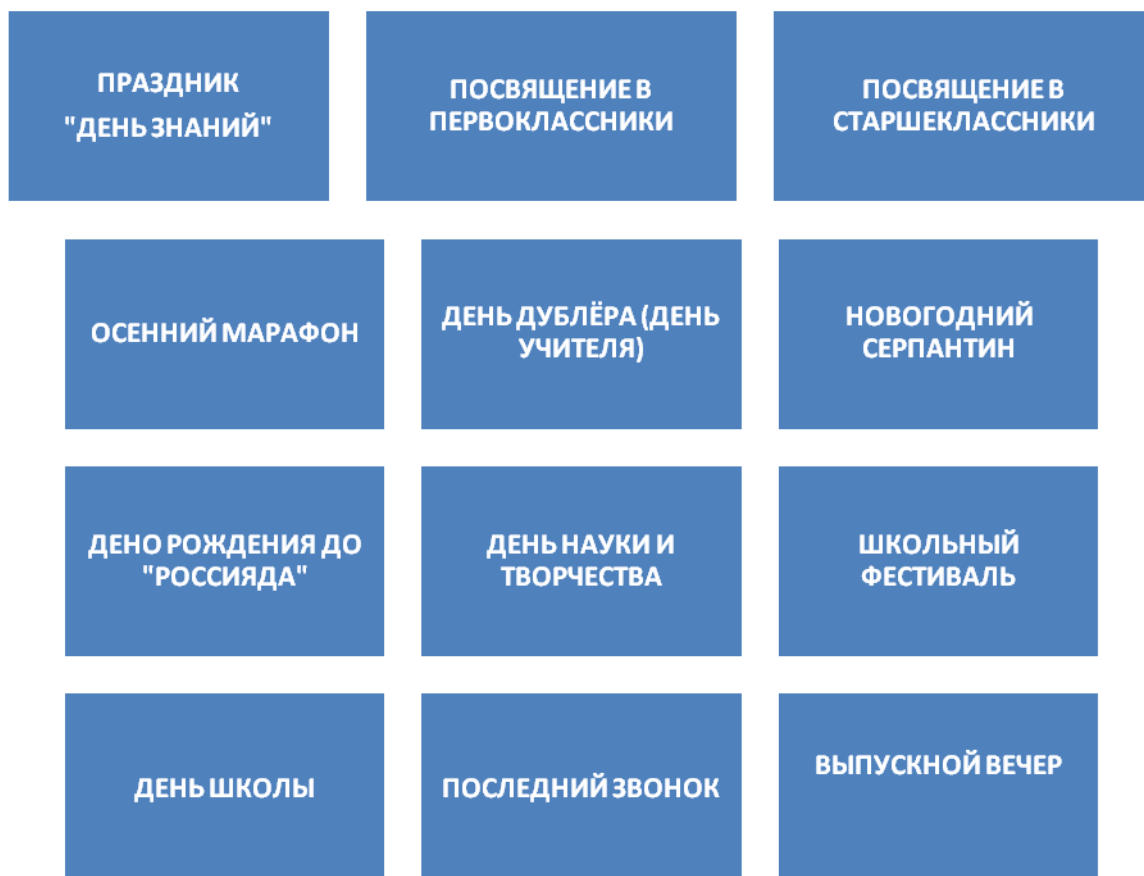 ПРАЗДНИК
"ДЕНЬ ЗНАНИЙ"
ПОСВЯЩЕНИЕ В
ПЕРВОКЛАССНИКИ
ПОСВЯЩЕНИЕ В
СТАРШЕКЛАССНИКИ
ОСЕННИЙ МАРАФОН
ДЕНЬ ДУБЛЁРА (ДЕНЬ
УЧИТЕЛЯ)
НОВОГОДНИЙ
СЕРПАНТИН
ДЕНО РОЖДЕНИЯ ДО
"РОССИЯДА"
ДЕНЬ НАУКИ И
ТВОРЧЕСТВА
ШКОЛЬНЫЙ
ФЕСТИВАЛЬ
ДЕНЬ ШКОЛЫ
ПОСЛЕДНИЙ ЗВОНОК
ВЫПУСКНОЙ ВЕЧЕР